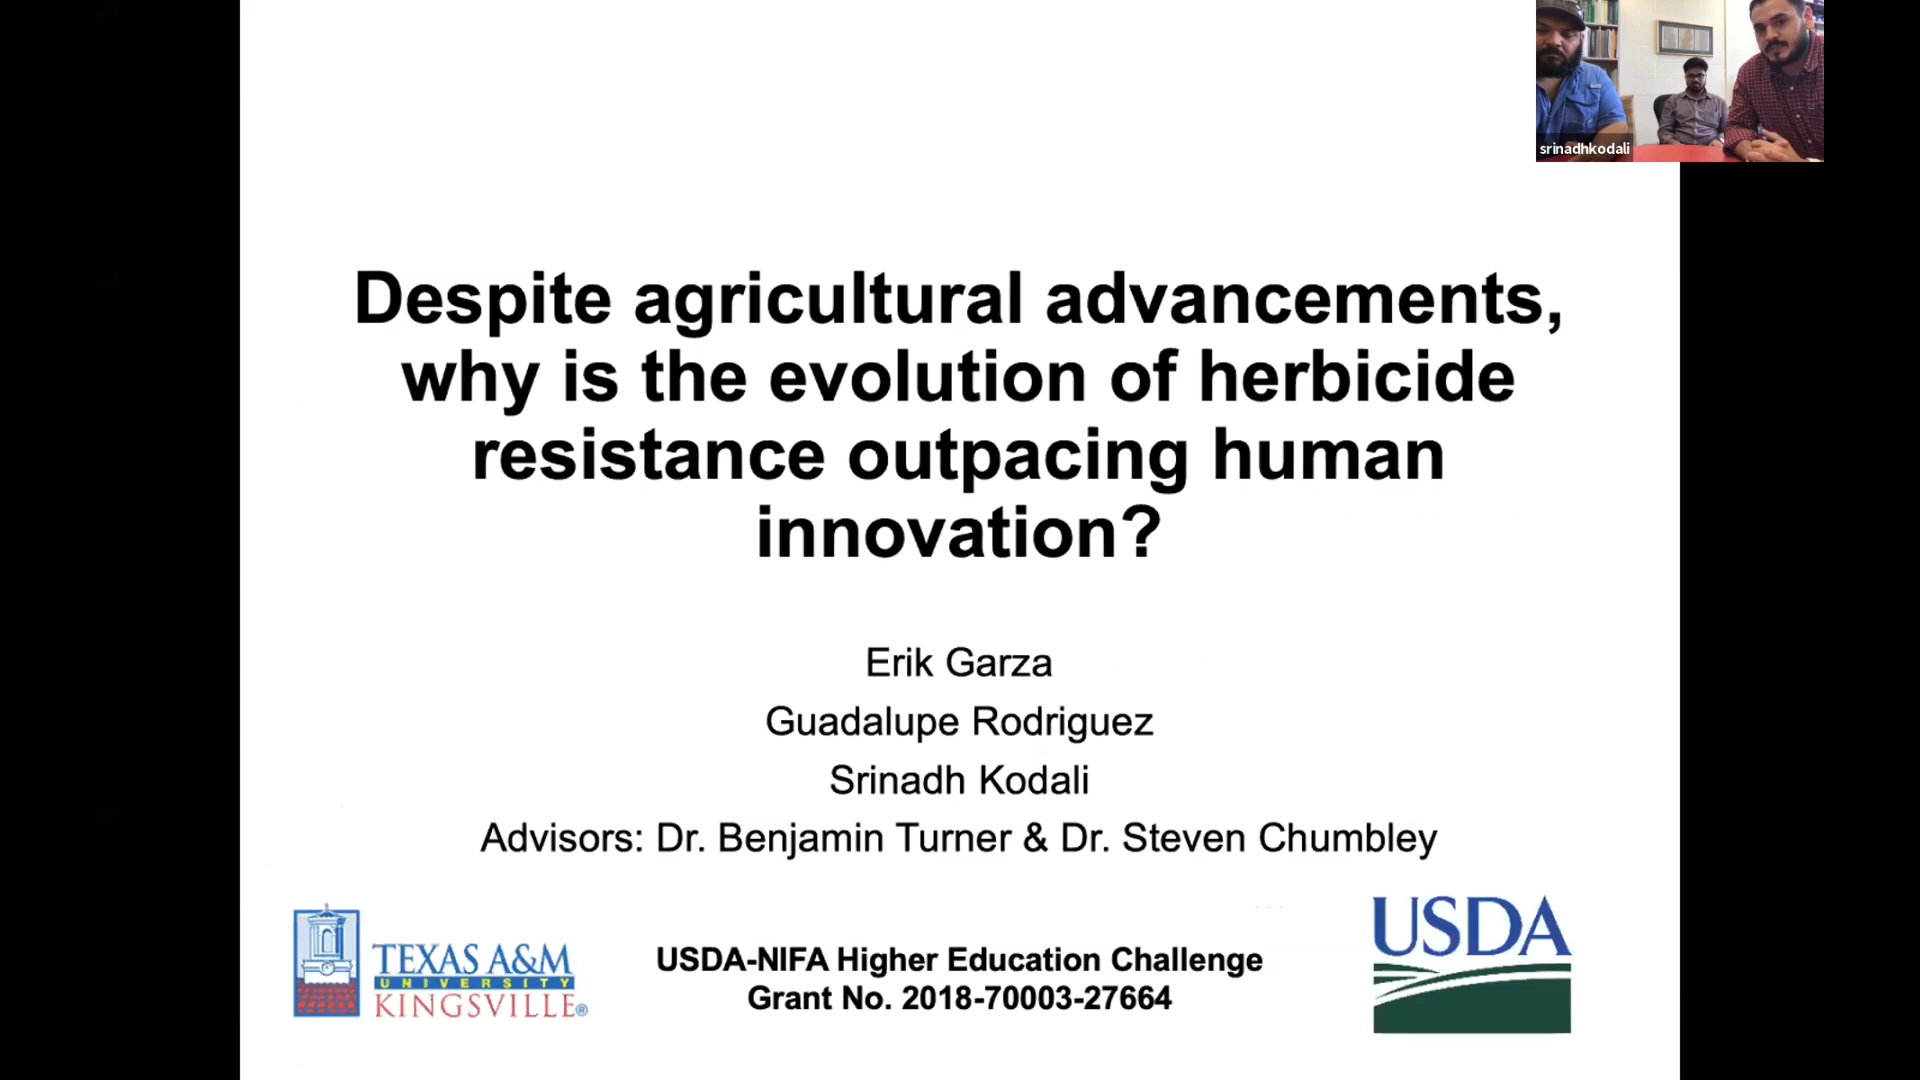 srinadhkodali
Despite agricultural advancements,
why is the evolution of herbicide
resistance outpacing human
innovation?
Erik Garza
Guadalupe Rodriguez
Srinadh Kodali
Advisors: Dr. Benjamin Turner & Dr. Steven Chumbley
TEXAS A&M
UNIVERSITY
KINGSVILLE®
USDA-NIFA Higher Education Challenge
Grant No. 2018-70003-27664
USDA